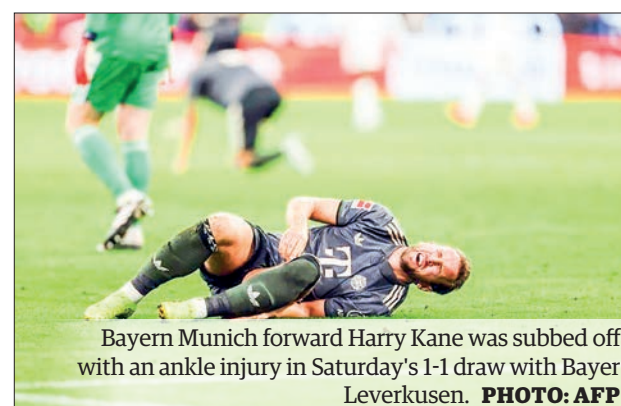 Bayern Munich forward Harry Kane was subbed off
with an ankle injury in Saturday's 1-1 draw with Bayer
Leverkusen. PHOTO: AFP